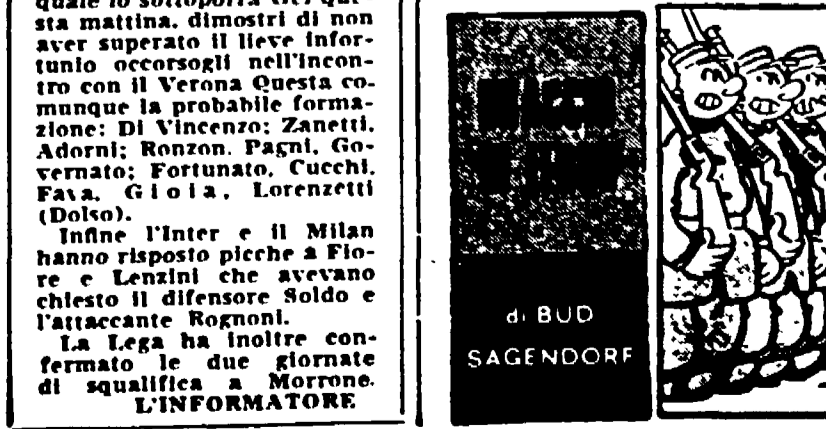 quale lo sottoporrà
sta mattina, dimostri di non
aver superato il lieve infor-
tunio occorsogli nell'incon-
tro con il Verona Questa co-
munque la probabile forma-
zione: Di Vincenzo; Zanetti,
Adorni; Ronzon, Pagni, Go-
vernato; Fortunato, Cucchi,
Fava, Gioia, Lorenzetti
(Dolso).
Infine l'Inter e il Milan
hanno risposto picche a Fio-
re e Lenzini che avevano
chiesto il difensore Soldo e
l'attaccante Rognoni.
La Lega ha inoltre con-
fermato le due giornate
di squalifica a Morrone.
L'INFORMATORE
di BUD
SAGENDORF